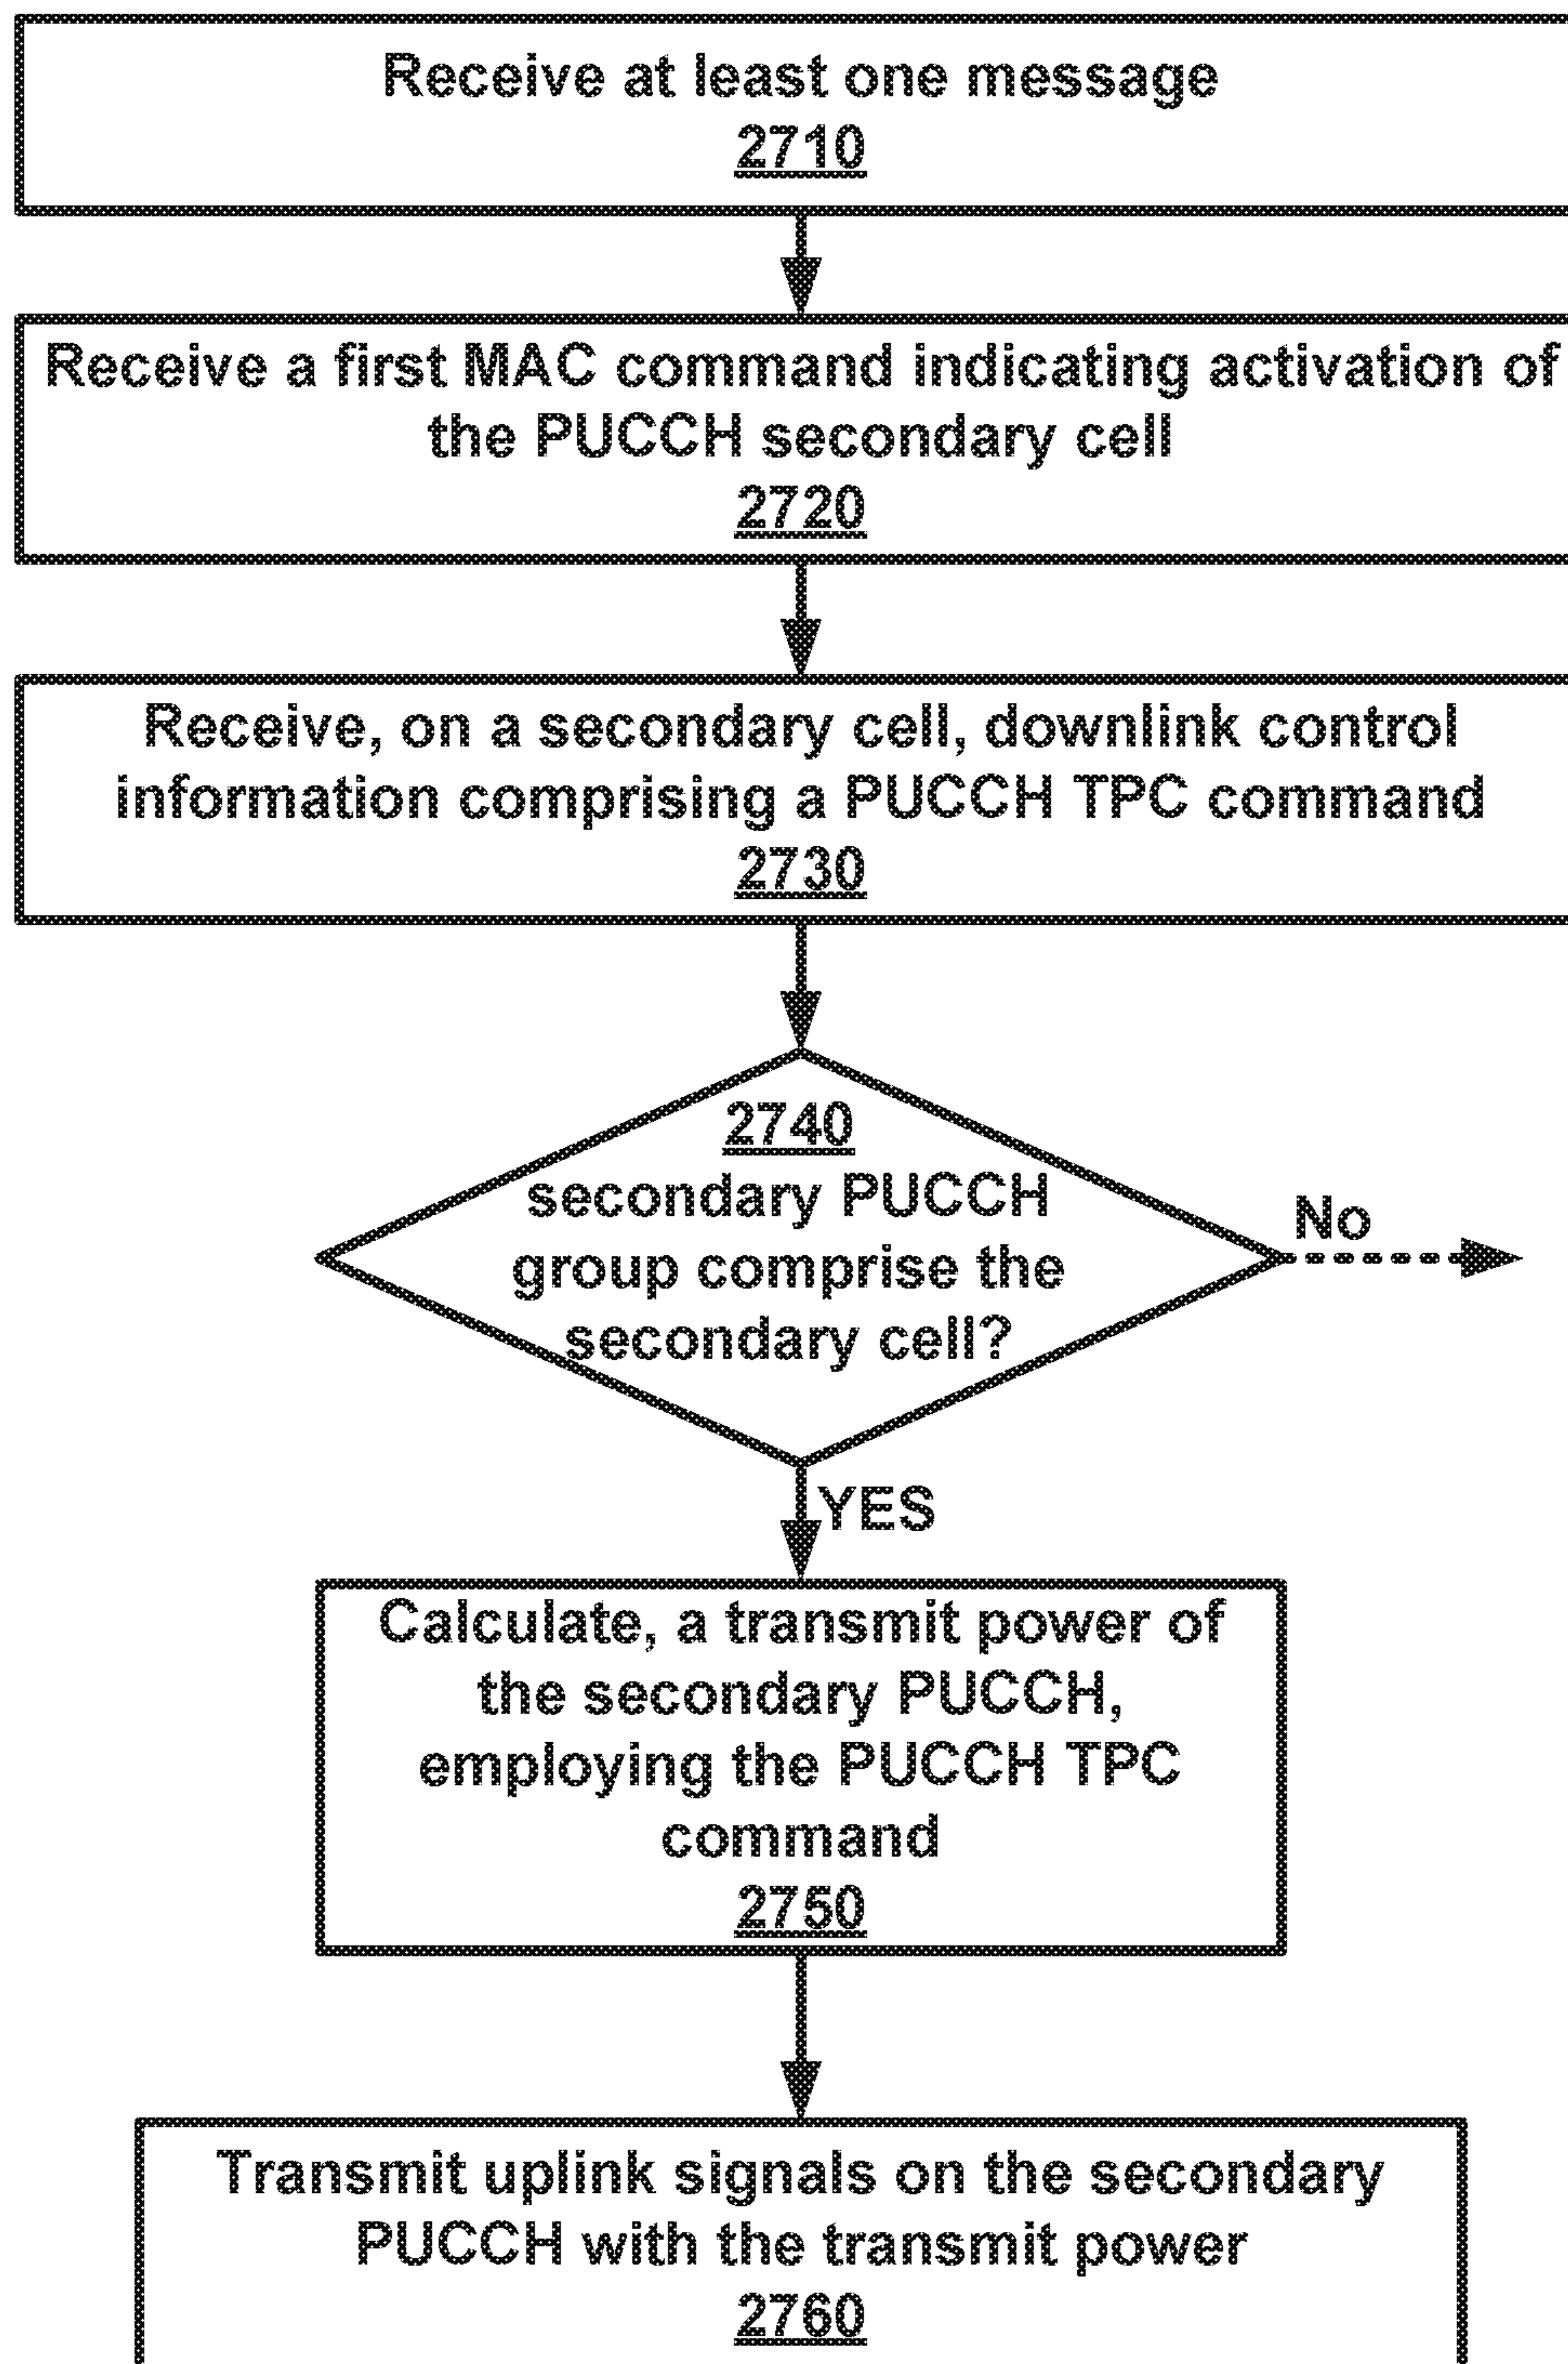 Receive at least one message
2710
Receive a first MAC command indicating activation of
the PUCCH secondary cell
2720
Receive, on a secondary cell, downlink control
information comprising a PUCCH TPC command
2730
2740
secondary PUCCH
group comprise the
secondary cell?
No
YES
Calculate, a transmit power of
the secondary PUCCH,
employing the PUCCH TPC
command
2750
Transmit uplink signals on the secondary
PUCCH with the transmit power
2760